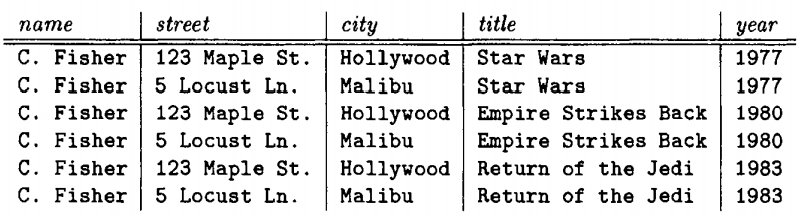 name street city title year
C. Fisher 123 Maple St. Hollywood Star Wars 1977
C. Fisher 5 Locust Ln. Malibu Star Wars 1977
C. Fisher 123 Maple St. Hollywood Empire Strikes Back 1980
C. Fisher 5 Locust Ln. Malibu Empire Strikes Back 1980
C. Fisher 123 Maple St. Hollywood Return of the Jedi 1983
C. Fisher 5 Locust Ln. Malibu Return of the Jedi 1983